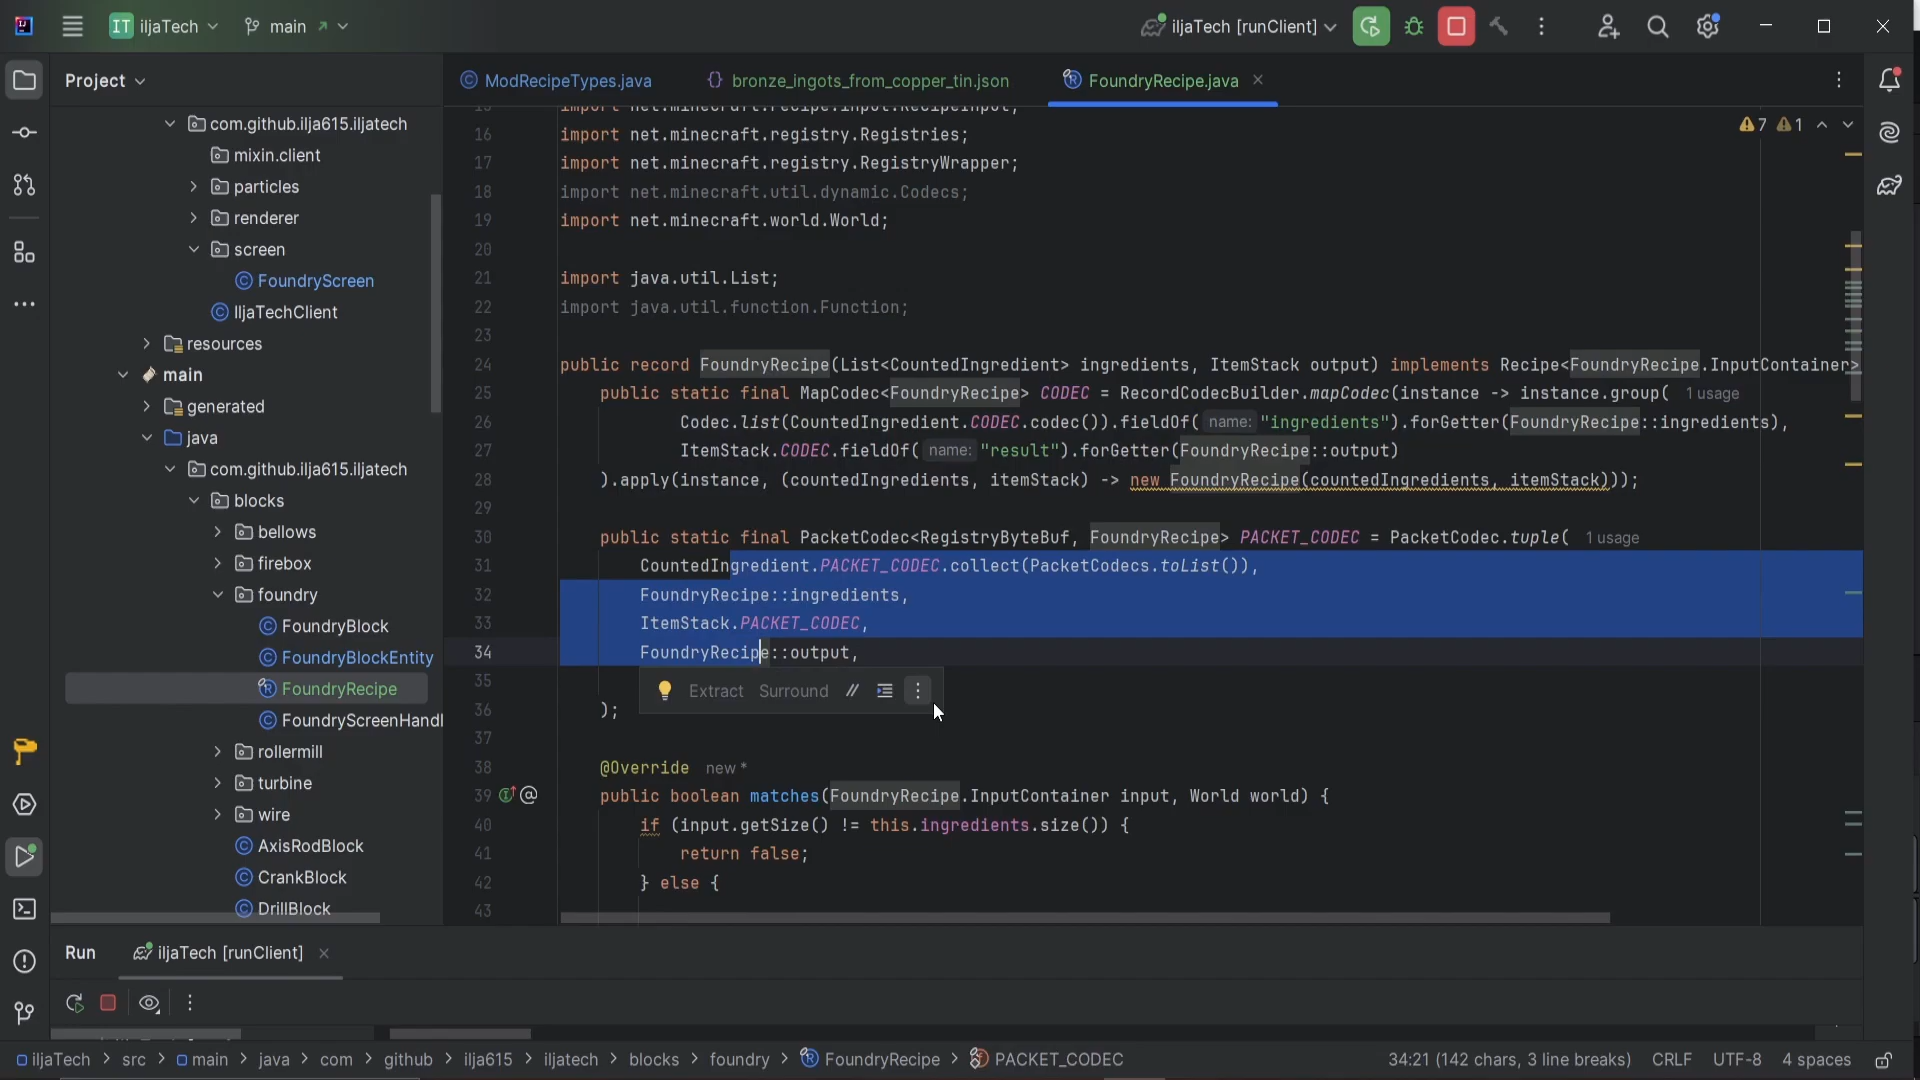 IT iljaTech main iljaTech [runClient]
Project
ModRecipeTypes.java bronze_ingots_from_copper_tin.json FoundryRecipe.java
7 1
com.github.ilja615.iljatech
mixin.client
particles
renderer
screen
FoundryScreen
IljaTechClient
resources
main
generated
java
com.github.ilja615.iljatech
blocks
bellows
firebox
foundry
FoundryBlock
FoundryBlockEntity
FoundryRecipe
FoundryScreenHandl
rollermill
turbine
wire
AxisRodBlock
CrankBlock
DrillBlock
15 import net.minecraft.recipe.input.RecipeInput;
16 import net.minecraft.registry.Registries;
17 import net.minecraft.registry.RegistryWrapper;
18 import net.minecraft.util.dynamic.Codecs;
19 import net.minecraft.world.World;
20
21 import java.util.List;
22 import java.util.function.Function;
23
24 public record FoundryRecipe(List<CountedIngredient> ingredients, ItemStack output) implements Recipe<FoundryRecipe.InputContainer>
25 public static final MapCodec<FoundryRecipe> CODEC = RecordCodecBuilder.mapCodec(instance -> instance.group( 1 usage
26 Codec.list(CountedIngredient.CODEC.codec()).fieldOf( name: "ingredients").forGetter(FoundryRecipe::ingredients),
27 ItemStack.CODEC.fieldOf( name: "result").forGetter(FoundryRecipe::output)
28 ).apply(instance, (countedIngredients, itemStack) -> new FoundryRecipe(countedIngredients, itemStack)));
29
30 public static final PacketCodec<RegistryByteBuf, FoundryRecipe> PACKET_CODEC = PacketCodec.tuple( 1 usage
31 CountedIngredient.PACKET_CODEC.collect(PacketCodecs.toList()),
32 FoundryRecipe::ingredients,
33 ItemStack.PACKET_CODEC,
34 FoundryRecipe::output,
35 Extract Surround //
36 );
37
38 @Override new *
39 public boolean matches(FoundryRecipe.InputContainer input, World world) {
40 if (input.getSize() != this.ingredients.size()) {
41 return false;
42 } else {
43
Run iljaTech [runClient]
iljaTech > src > main > java > com > github > ilja615 > iljatech > blocks > foundry > FoundryRecipe > PACKET_CODEC 34:21 (142 chars, 3 line breaks) CRLF UTF-8 4 spaces